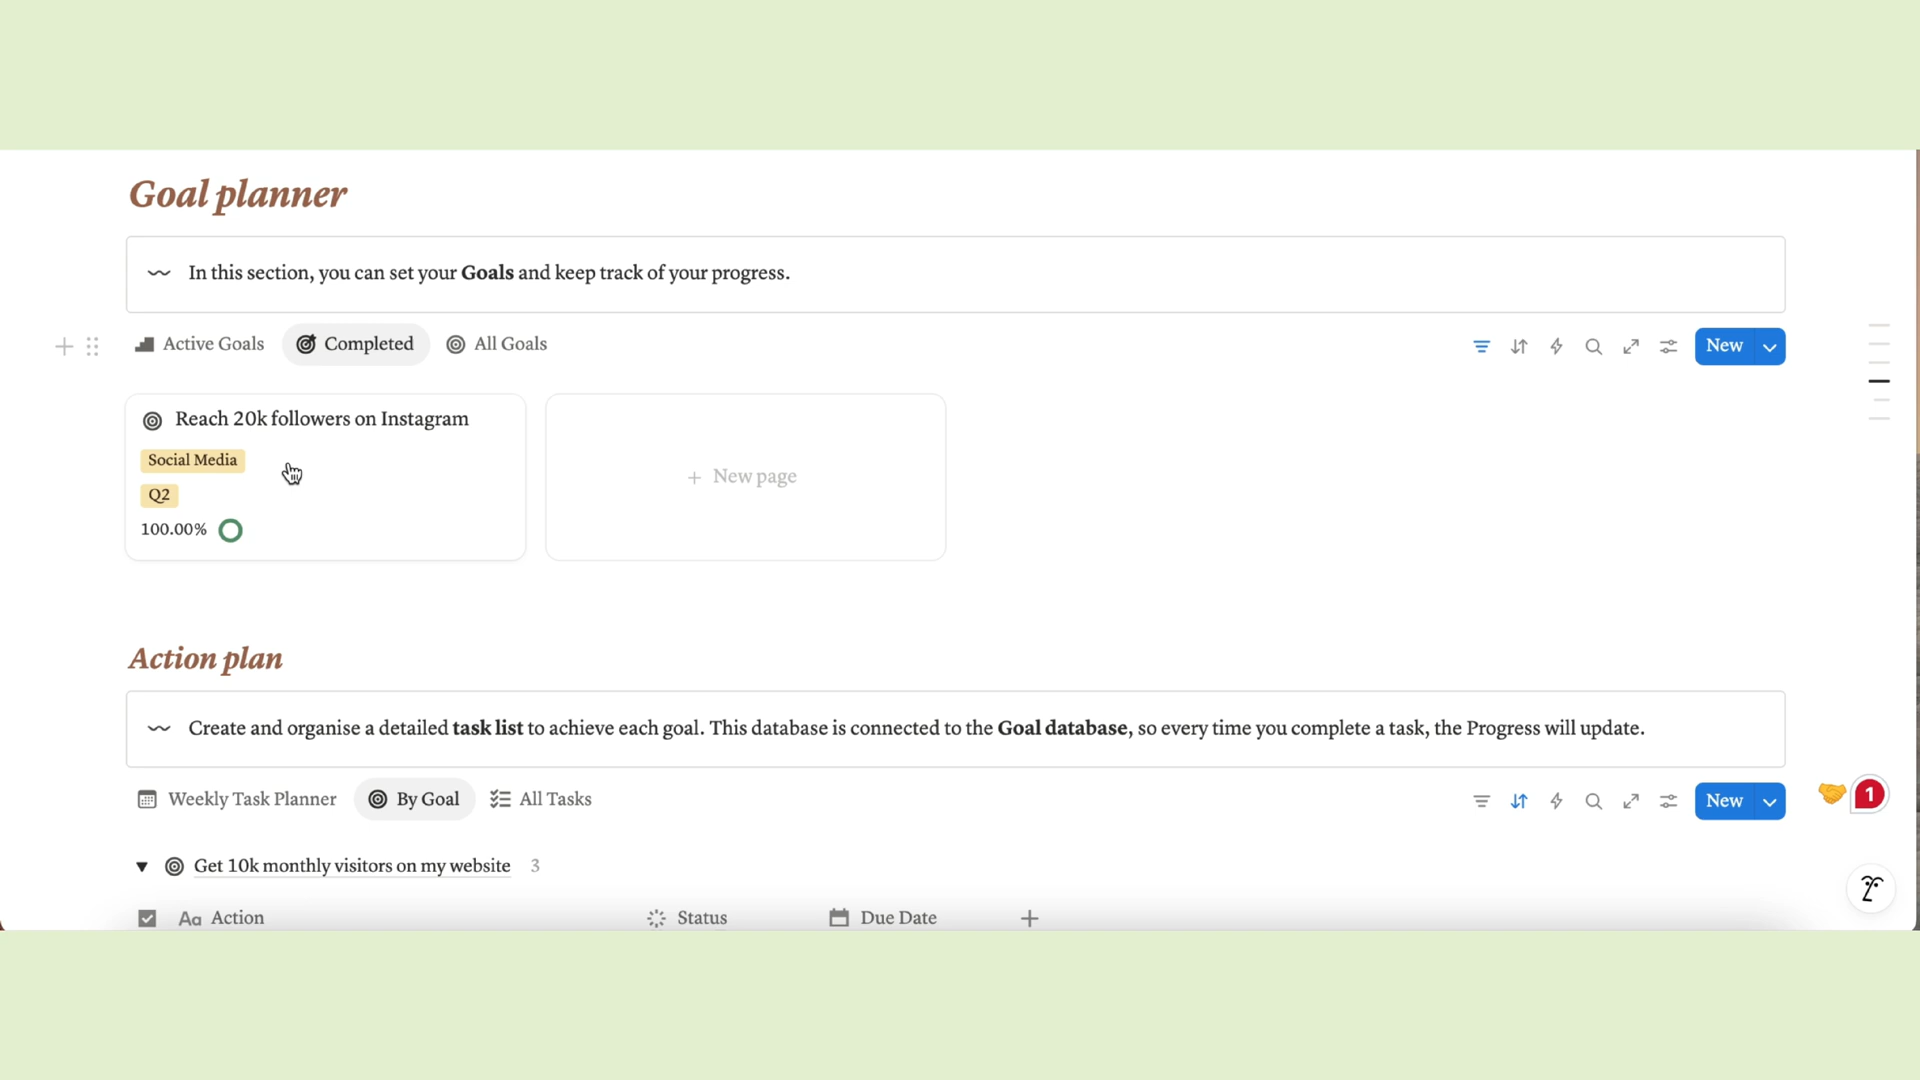 Goal planner
In this section, you can set your Goals and keep track of your progress.
Active Goals Completed All Goals New
Reach 20k followers on Instagram
Social Media
Q2
100.00%
+ New page
Action plan
Create and organise a detailed task list to achieve each goal. This database is connected to the Goal database, so every time you complete a task, the Progress will update.
Weekly Task Planner By Goal All Tasks New
1
Get 10k monthly visitors on my website 3
Aa Action Status Due Date +